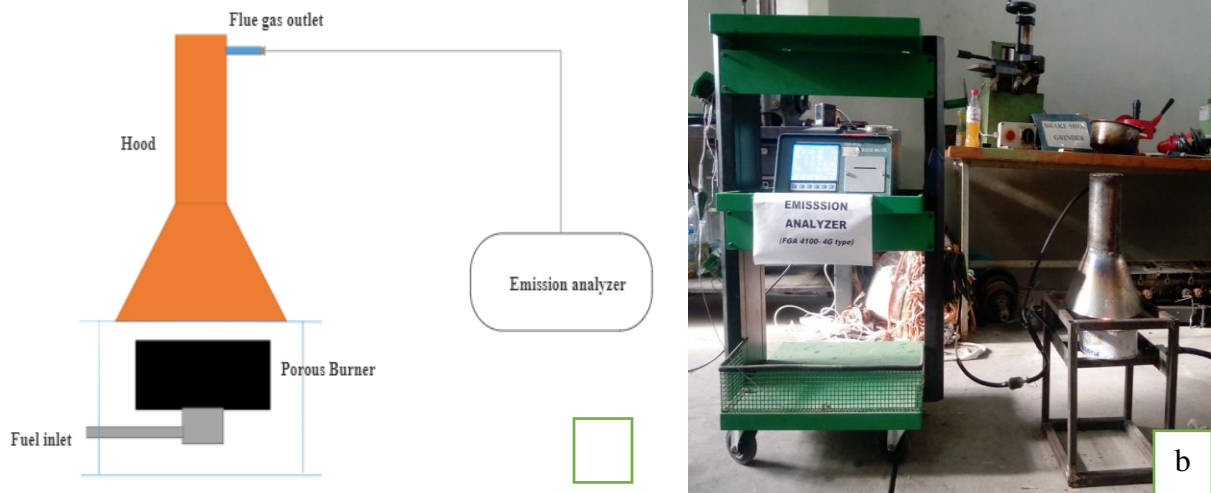 Flue gas outlet
Hood
Emission analyzer
Porous Burner
Fuel inlet
EMISSSION
ANALYZER
(FGA 4100- 4G type)
BRAKE SHOE
GRINDER
b